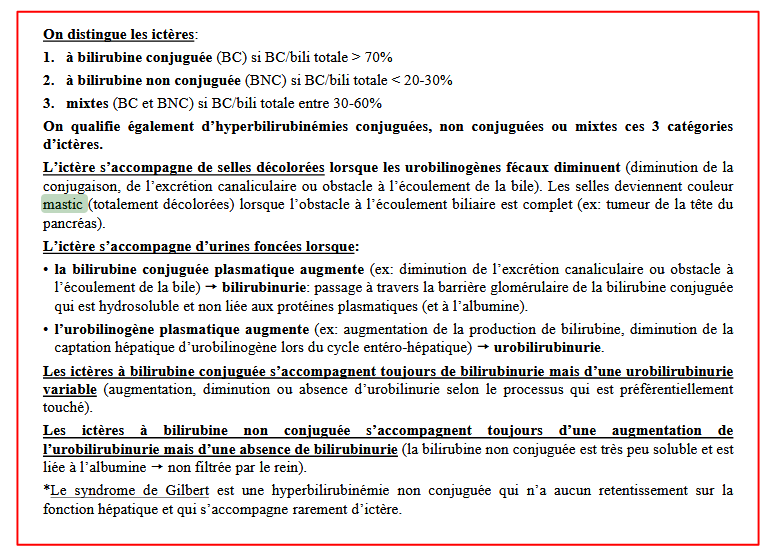 On distingue les ictères:
1. à bilirubine conjuguée (BC) si BC/bili totale > 70%
2. à bilirubine non conjuguée (BNC) si BC/bili totale < 20-30%
3. mixtes (BC et BNC) si BC/bili totale entre 30-60%
On qualifie également d’hyperbilirubinémies conjuguées, non conjuguées ou mixtes ces 3 catégories
d’ictères.
L’ictère s’accompagne de selles décolorées lorsque les urobilinogènes fécaux diminuent (diminution de la
conjugaison, de l’excrétion canaliculaire ou obstacle à l’écoulement de la bile). Les selles deviennent couleur
mastic (totalement décolorées) lorsque l’obstacle à l’écoulement biliaire est complet (ex: tumeur de la tête du
pancréas).
L’ictère s’accompagne d’urines foncées lorsque:
• la bilirubine conjuguée plasmatique augmente (ex: diminution de l’excrétion canaliculaire ou obstacle à
l’écoulement de la bile) → bilirubinurie: passage à travers la barrière glomérulaire de la bilirubine conjuguée
qui est hydrosoluble et non liée aux protéines plasmatiques (et à l’albumine).
• l’urobilinogène plasmatique augmente (ex: augmentation de la production de bilirubine, diminution de la
captation hépatique d’urobilinogène lors du cycle entéro-hépatique) → urobilirubinurie.
Les ictères à bilirubine conjuguée s’accompagnent toujours de bilirubinurie mais d’une urobilirubinurie
variable (augmentation, diminution ou absence d’urobilinurie selon le processus qui est préférentiellement
touché).
Les ictères à bilirubine non conjuguée s’accompagnent toujours d’une augmentation de
l’urobilirubinurie mais d’une absence de bilirubinurie (la bilirubine non conjuguée est très peu soluble et est
liée à l’albumine → non filtrée par le rein).
*Le syndrome de Gilbert est une hyperbilirubinémie non conjuguée qui n’a aucun retentissement sur la
fonction hépatique et qui s’accompagne rarement d’ictère.